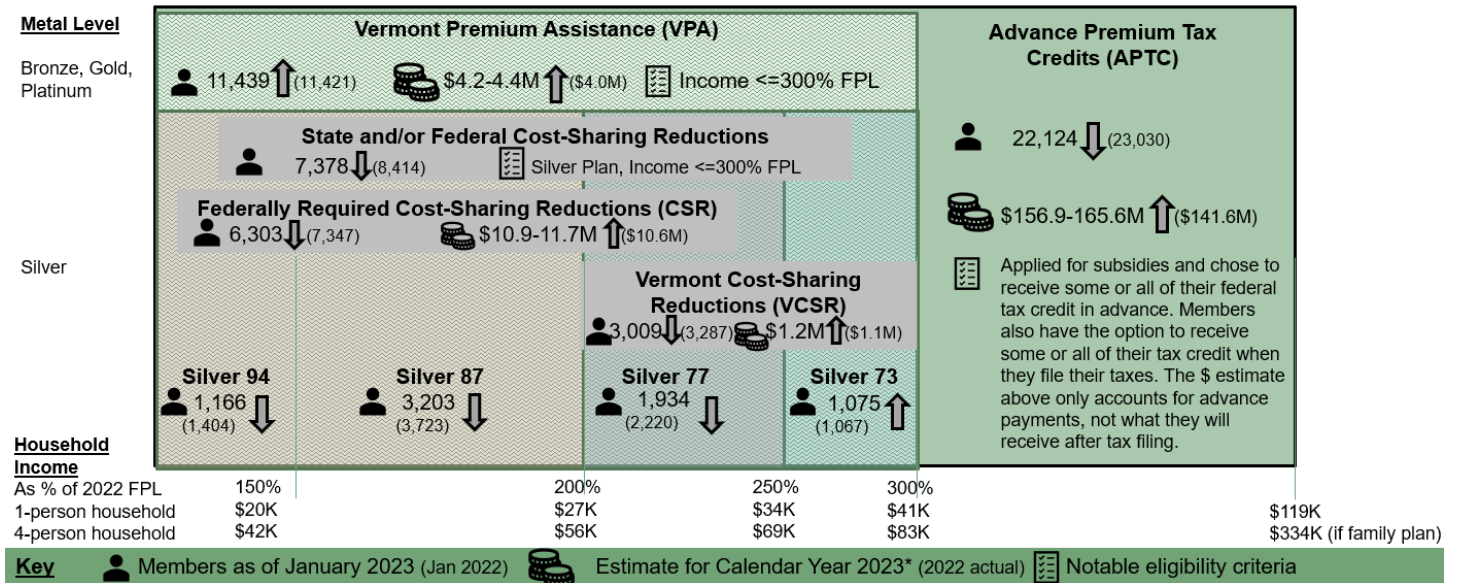 Metal Level
Bronze, Gold,
Platinum
Vermont Premium Assistance (VPA)
11,439 (11,421) $4.2-4.4M ($4.0M) Income <=300% FPL
State and/or Federal Cost-Sharing Reductions
7,378 (8,414) Silver Plan, Income <=300% FPL
Federally Required Cost-Sharing Reductions (CSR)
6,303 (7,347) $10.9-11.7M ($10.6M)
Silver
Vermont Cost-Sharing
Reductions (VCSR)
3,009 (3,287) $1.2M ($1.1M)
Silver 94
1,166
(1,404)
Silver 87
3,203
(3,723)
Silver 77
1,934
(2,220)
Silver 73
1,075
(1,067)
Advance Premium Tax
Credits (APTC)
22,124 (23,030)
$156.9-165.6M ($141.6M)
Applied for subsidies and chose to
receive some or all of their federal
tax credit in advance. Members
also have the option to receive
some or all of their tax credit when
they file their taxes. The $ estimate
above only accounts for advance
payments, not what they will
receive after tax filing.
Household
Income
As % of 2022 FPL 150% 200% 250% 300%
1-person household $20K $27K $34K $41K $119K
4-person household $42K $56K $69K $83K $334K (if family plan)
Key Members as of January 2023 (Jan 2022) Estimate for Calendar Year 2023* (2022 actual) Notable eligibility criteria